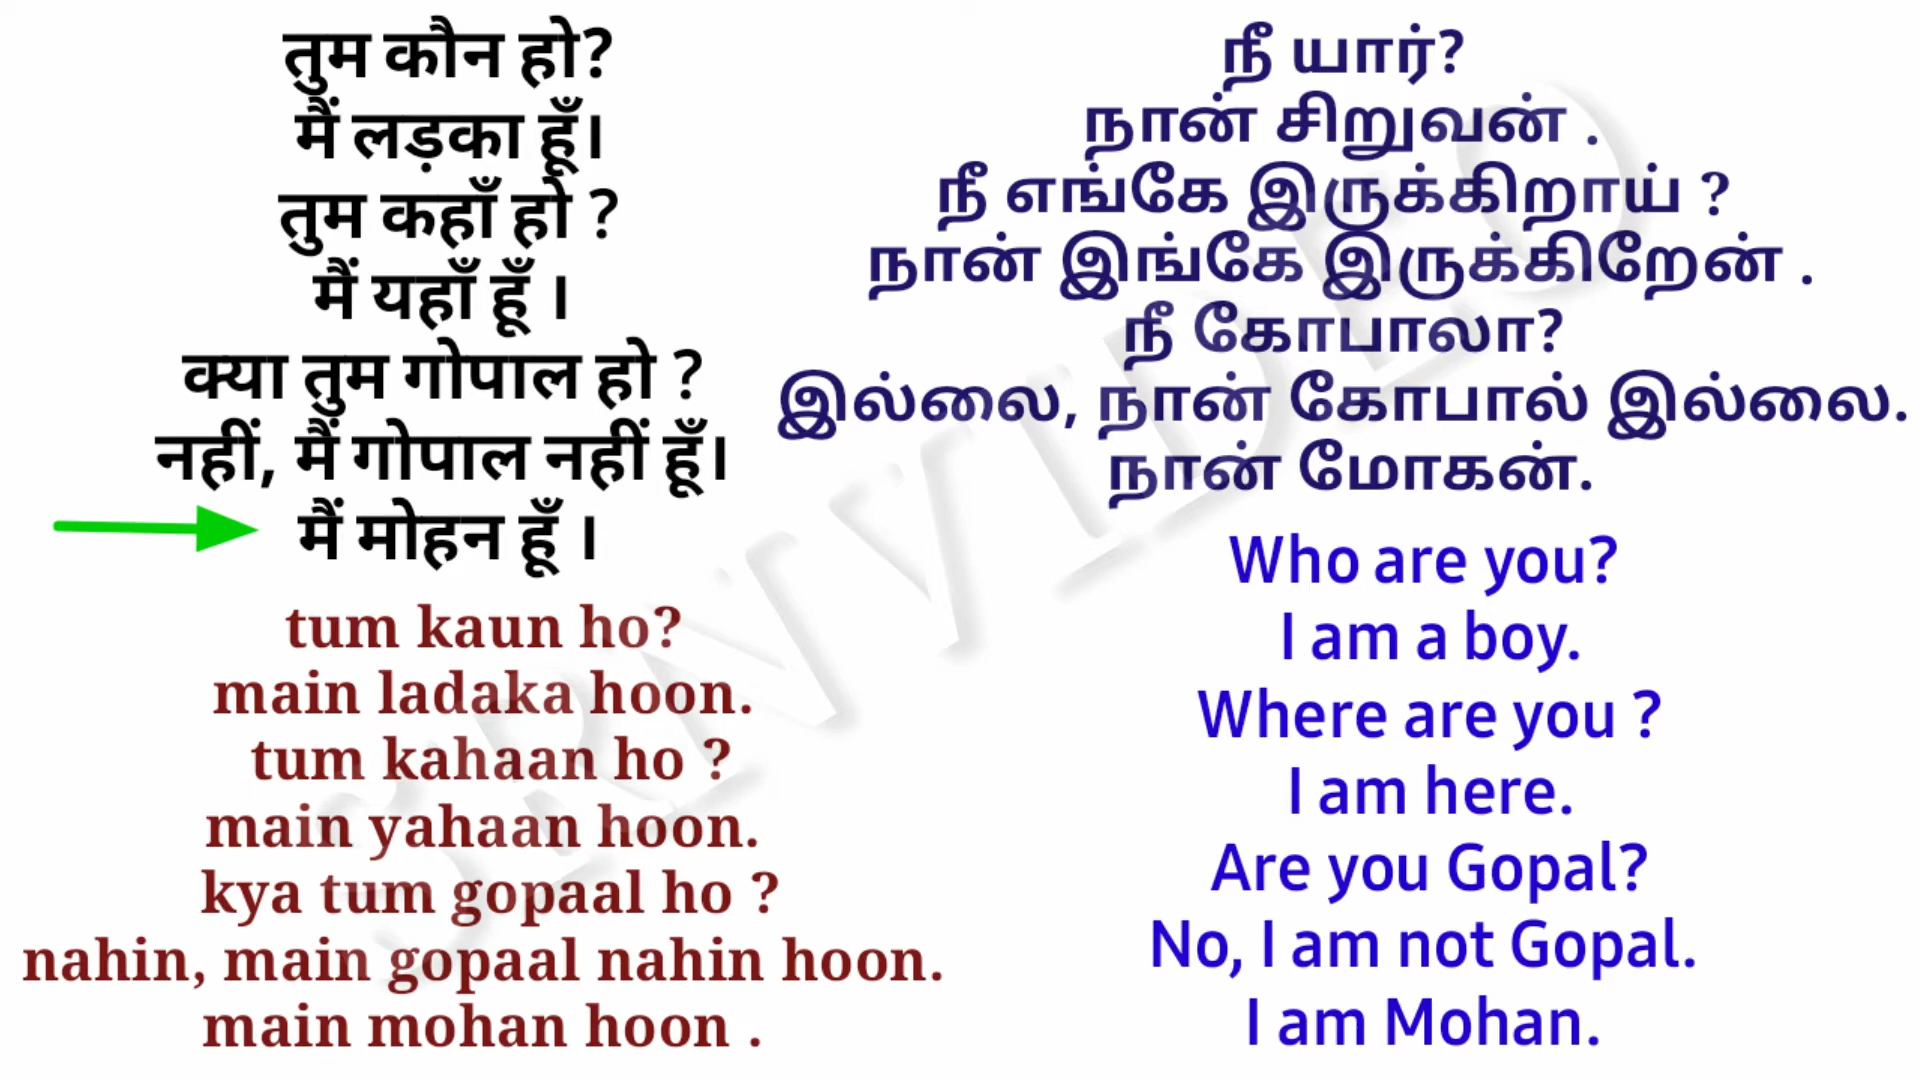 तुम कौन हो?
मैं लड़का हूँ।
तुम कहाँ हो ?
मैं यहाँ हूँ ।
क्या तुम गोपाल हो ?
नहीं, मैं गोपाल नहीं हूँ।
मैं मोहन हूँ ।
tum kaun ho?
main ladaka hoon.
tum kahaan ho ?
main yahaan hoon.
kya tum gopaal ho ?
nahin, main gopaal nahin hoon.
main mohan hoon .
நீ யார்?
நான் சிறுவன் .
நீ எங்கே இருக்கிறாய் ?
நான் இங்கே இருக்கிறேன் .
நீ கோபாலா?
இல்லை, நான் கோபால் இல்லை.
நான் மோகன்.
Who are you?
I am a boy.
Where are you ?
I am here.
Are you Gopal?
No, I am not Gopal.
I am Mohan.